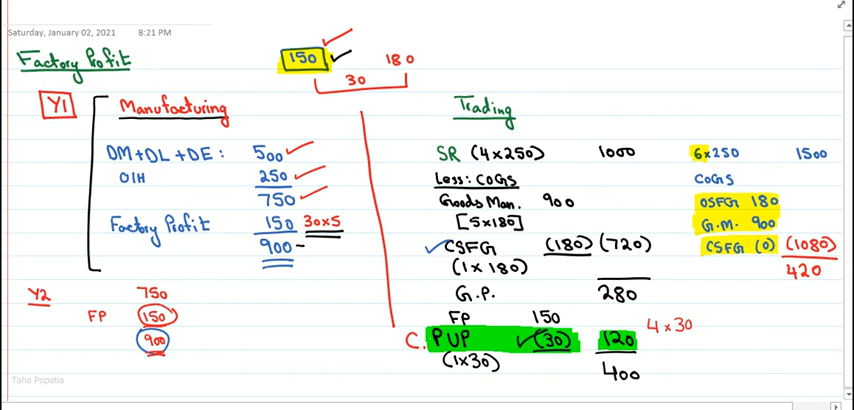 Saturday, January 02, 2021 8:21 PM
Factory Profit
150 180
30
Y1
Manufacturing
DM+DL+DE: 500
O/H 250
750
Factory Profit 150 30x5
900
Y2 750
FP 150
900
Trading
SR (4x250) 1000
Less: COGS
Goods Man. 900
[5x180]
CSFG (180) (720)
(1x180)
G.P. 280
FP 150
C. PUP (30) 120 4x30
(1x30)
400
6x250 1500
COGS
OSFG 180
G.M. 900
CSFG (0) (1080)
420
Taha Popatia